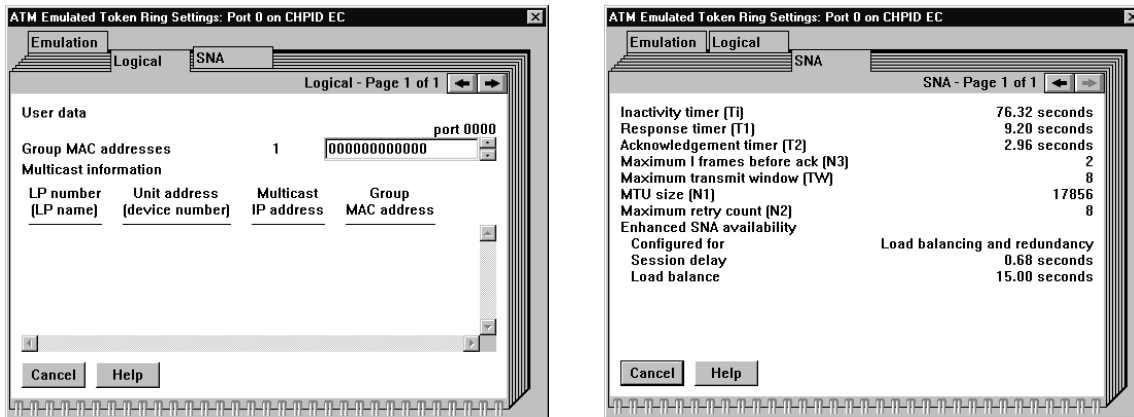 ATM Emulated Token Ring Settings: Port 0 on CHPID EC
Emulation
Logical
SNA
Logical - Page 1 of 1
User data
port 0000
Group MAC addresses 1 000000000000
Multicast information
LP number Unit address Multicast Group
(LP name) (device number) IP address MAC address
Cancel Help
ATM Emulated Token Ring Settings: Port 0 on CHPID EC
Emulation Logical
SNA
SNA - Page 1 of 1
Inactivity timer (Ti) 76.32 seconds
Response timer (T1) 9.20 seconds
Acknowledgement timer (T2) 2.96 seconds
Maximum I frames before ack (N3) 2
Maximum transmit window (TW) 8
MTU size (N1) 17856
Maximum retry count (N2) 8
Enhanced SNA availability
Configured for Load balancing and redundancy
Session delay 0.68 seconds
Load balance 15.00 seconds
Cancel Help